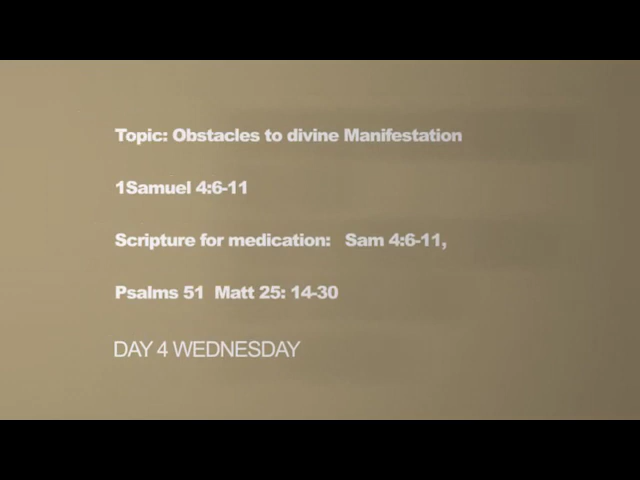 Topic: Obstacles to divine Manifestation
1Samuel 4:6-11
Scripture for medication: Sam 4:6-11,
Psalms 51 Matt 25: 14-30
DAY 4 WEDNESDAY